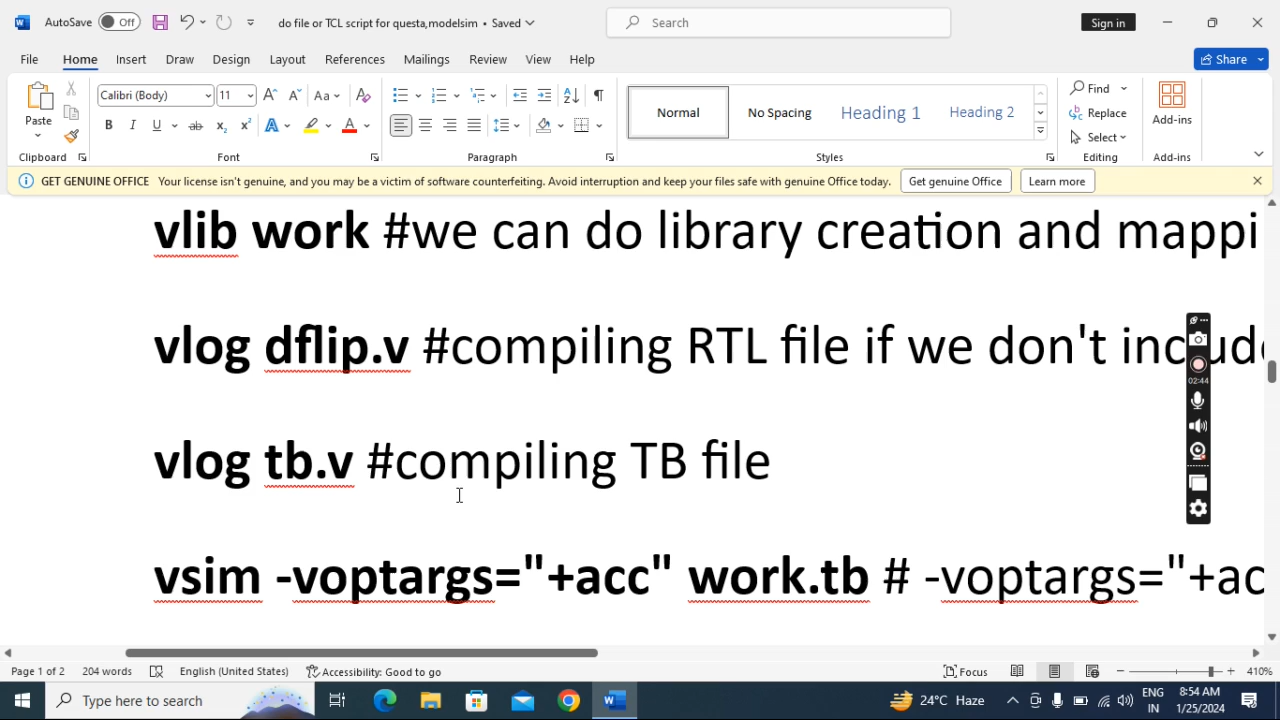 AutoSave Off do file or TCL script for questa,modelsim • Saved Search Sign in
File Home Insert Draw Design Layout References Mailings Review View Help Share
Paste Calibri (Body) 11 Aa Normal No Spacing Heading 1 Heading 2 Find Replace Select Add-ins
Clipboard Font Paragraph Styles Editing Add-ins
GET GENUINE OFFICE Your license isn't genuine, and you may be a victim of software counterfeiting. Avoid interruption and keep your files safe with genuine Office today. Get genuine Office Learn more
vlib work #we can do library creation and mappi
vlog dflip.v #compiling RTL file if we don't include
vlog tb.v #compiling TB file
vsim -voptargs="+acc" work.tb # -voptargs="+ac
02:44
Page 1 of 2 204 words English (United States) Accessibility: Good to go Focus 410%
Type here to search 24°C Haze ENG IN 8:54 AM 1/25/2024